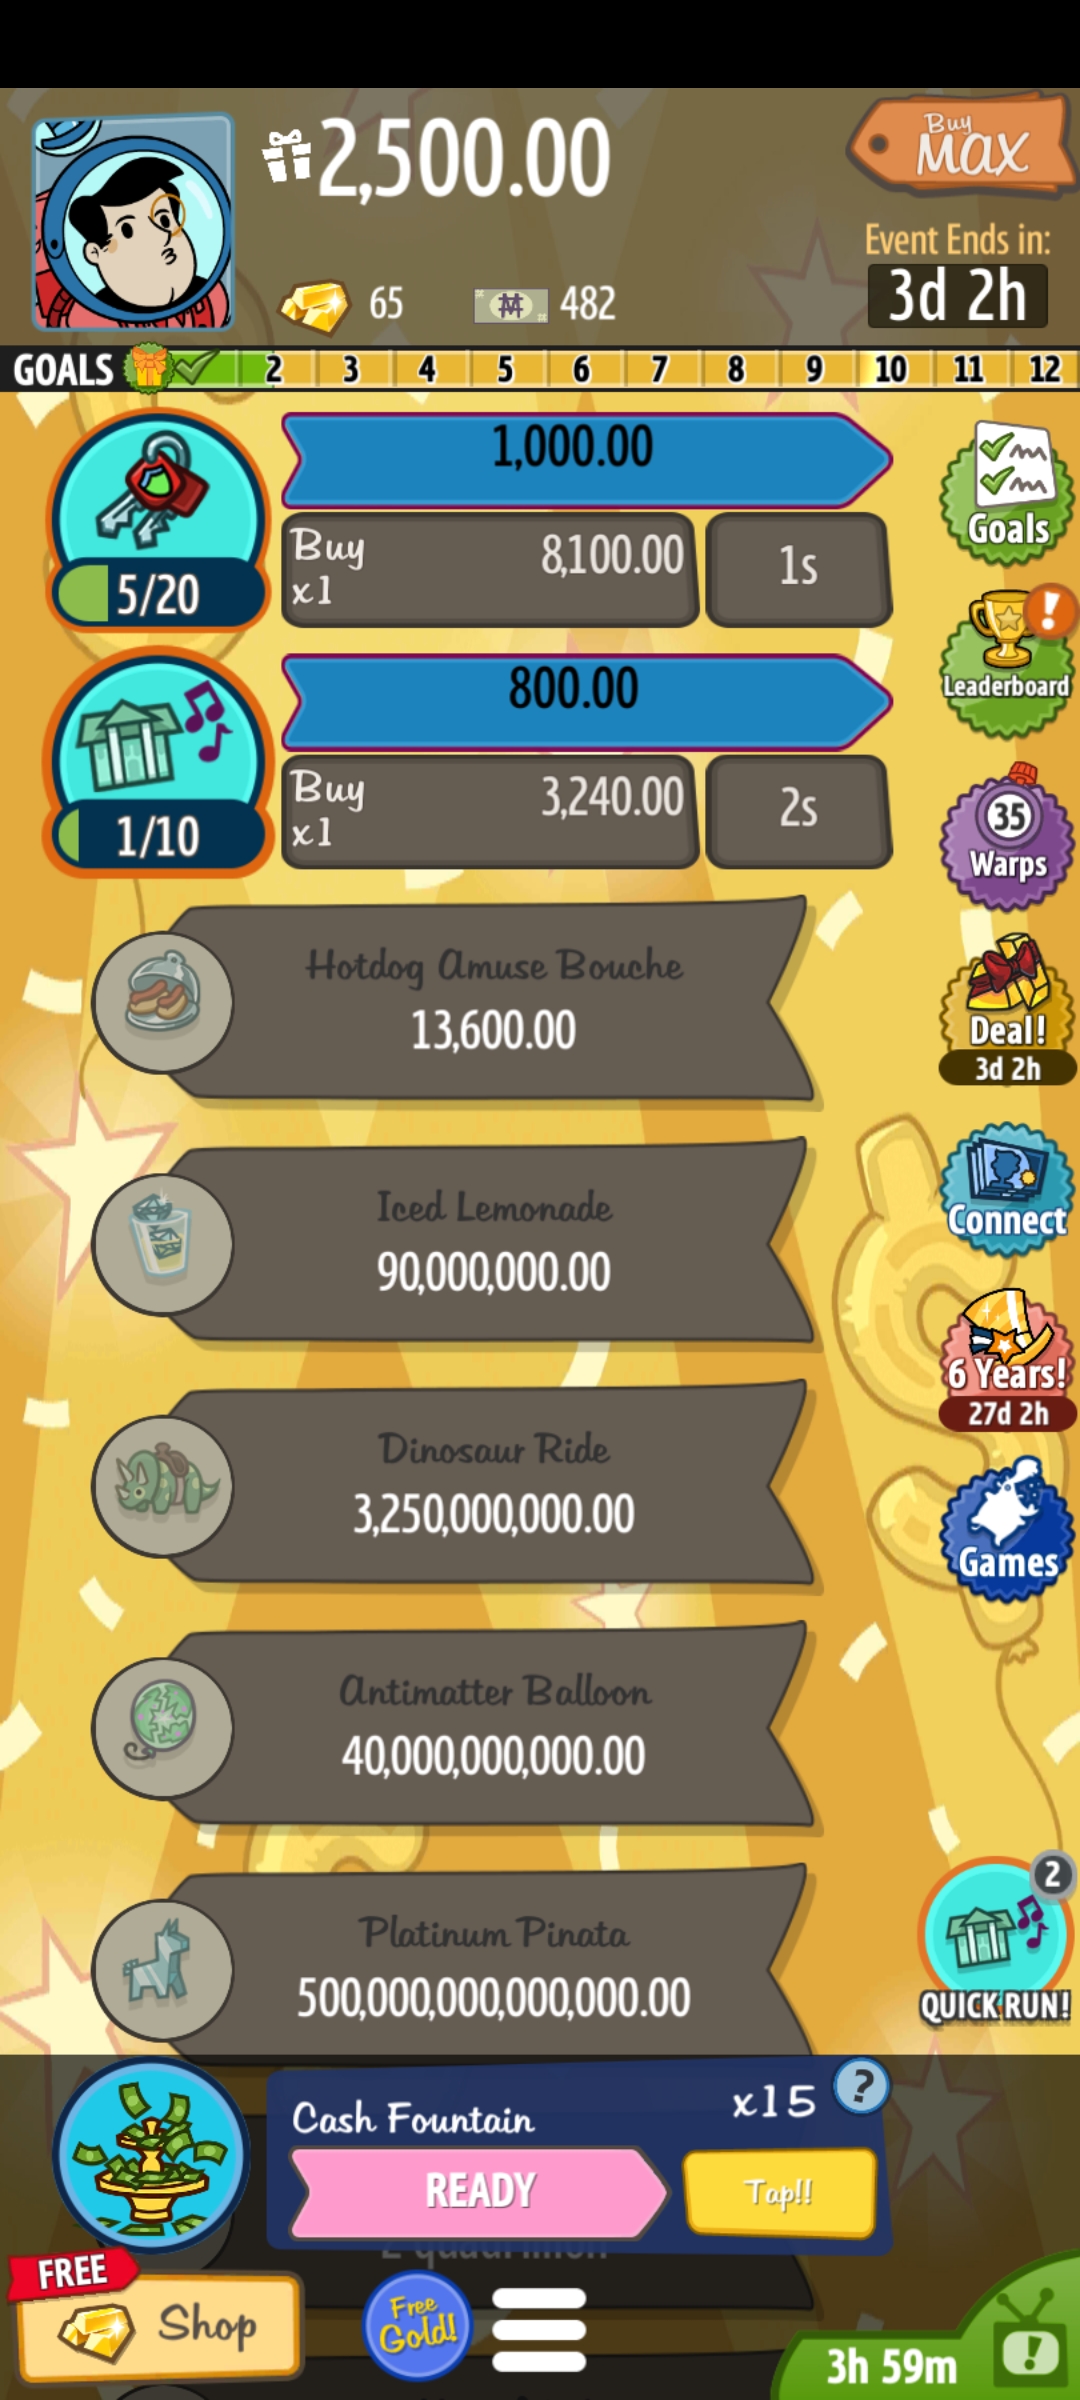 2,500.00
Buy
MAX
Event Ends in:
3d 2h
65
482
GOALS 2 3 4 5 6 7 8 9 10 11 12
1,000.00
Buy
x1
8,100.00
1s
5/20
Goals
800.00
Buy
x1
3,240.00
2s
1/10
Leaderboard
35
Warps
Hotdog Amuse Bouche
13,600.00
Deal!
3d 2h
Iced Lemonade
90,000,000.00
Connect
Dinosaur Ride
3,250,000,000.00
6 Years!
27d 2h
Games
Antimatter Balloon
40,000,000,000.00
Platinum Pinata
500,000,000,000,000.00
2
QUICK RUN!
Cash Fountain
x15
?
READY
Tap!!
FREE
Shop
Free
Gold!
3h 59m